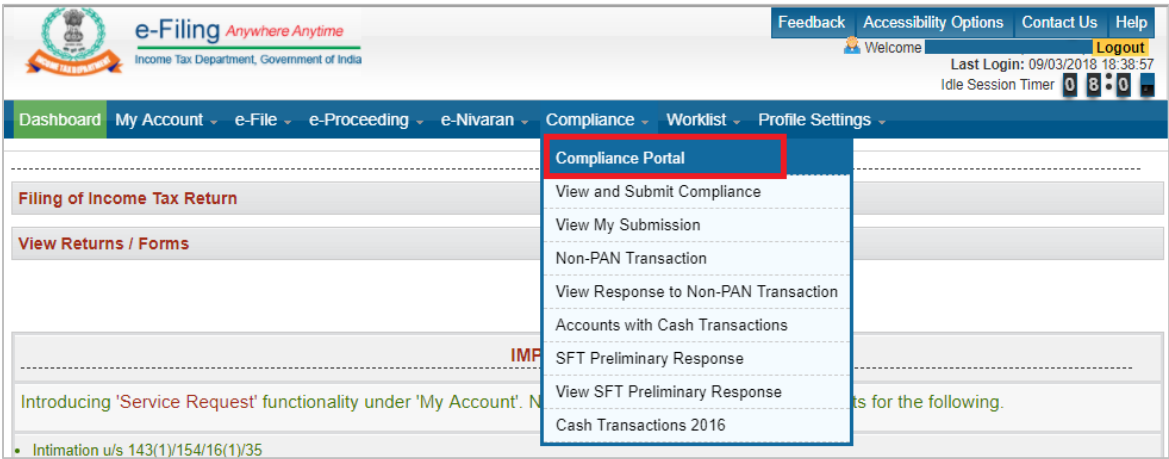 e-Filing Anywhere Anytime
Income Tax Department, Government of India
Feedback Accessibility Options Contact Us Help
Welcome Logout
Last Login: 09/03/2018 18:38:57
Idle Session Timer 0 8 : 0
Dashboard My Account e-File e-Proceeding e-Nivaran Compliance Worklist Profile Settings
Compliance Portal
View and Submit Compliance
View My Submission
Non-PAN Transaction
View Response to Non-PAN Transaction
Accounts with Cash Transactions
SFT Preliminary Response
View SFT Preliminary Response
Cash Transactions 2016
Filing of Income Tax Return
View Returns / Forms
IMP
Introducing 'Service Request' functionality under 'My Account'. N ts for the following.
• Intimation u/s 143(1)/154/16(1)/35